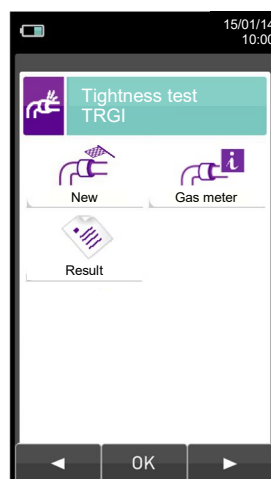 15/01/14
10:00
Tightness test
TRGI
New
Gas meter
i
Result
◄ OK ►